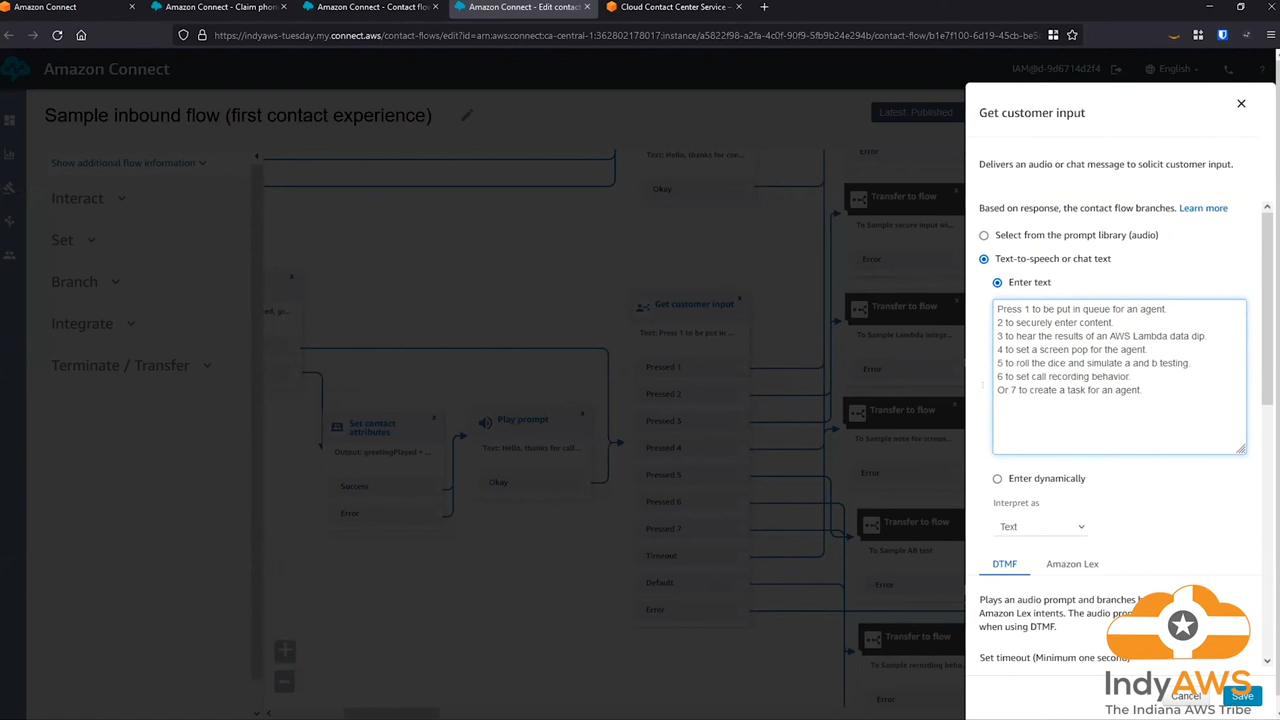 Amazon Connect
Amazon Connect - Claim phon
Amazon Connect - Contact flow
Amazon Connect - Edit contact
Cloud Contact Center Service -
https://indyaws-tuesday.my.connect.aws/contact-flows/edit?id=arn:aws:connect:ca-central-1:362802178017:instance/a5822f98-a2fa-4c0f-90f9-5fb9b24e294b/contact-flow/b1e7f100-6d19-45cb-be5
Amazon Connect
IAM@d-9d6714d2f4
English
Sample inbound flow (first contact experience)
Latest: Published
Show additional flow information
Interact
Set
Branch
Integrate
Terminate / Transfer
Text: Hello, thanks for con...
Okay
Set contact
attributes
Output: greetingPlayed = ...
Success
Error
Play prompt
Text: Hello, thanks for call...
Okay
Get customer input
Text: Press 1 to be put in ...
Pressed 1
Pressed 2
Pressed 3
Pressed 4
Pressed 5
Pressed 6
Pressed 7
Timeout
Default
Error
Error
Transfer to flow
To Sample secure input wi
Error
Transfer to flow
To Sample Lambda integr
Error
Transfer to flow
To Sample note for screen
Error
Transfer to flow
To Sample AB test
Error
Transfer to flow
To Sample recording beha
Error
Get customer input
Delivers an audio or chat message to solicit customer input.
Based on response, the contact flow branches. Learn more
Select from the prompt library (audio)
Text-to-speech or chat text
Enter text
Press 1 to be put in queue for an agent.
2 to securely enter content.
3 to hear the results of an AWS Lambda data dip.
4 to set a screen pop for the agent.
5 to roll the dice and simulate a and b testing.
6 to set call recording behavior.
Or 7 to create a task for an agent.
Enter dynamically
Interpret as
Text
DTMF
Amazon Lex
Plays an audio prompt and branches b
Amazon Lex intents. The audio prom
when using DTMF.
Set timeout (Minimum one second)
Cancel
Save
IndyAWS
The Indiana AWS Tribe